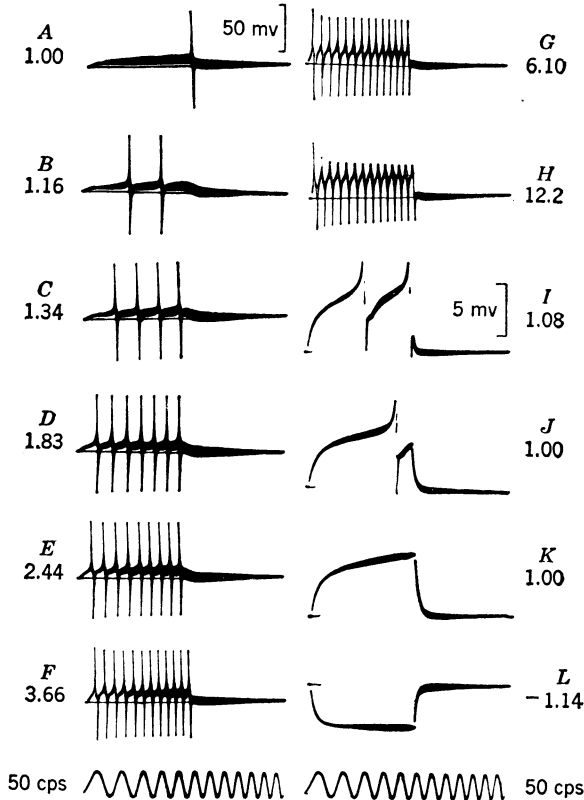 A
1.00
50 mv
B
1.16
C
1.34
D
1.83
E
2.44
F
3.66
50 cps
G
6.10
H
12.2
5 mv
I
1.08
J
1.00
K
1.00
L
−1.14
50 cps